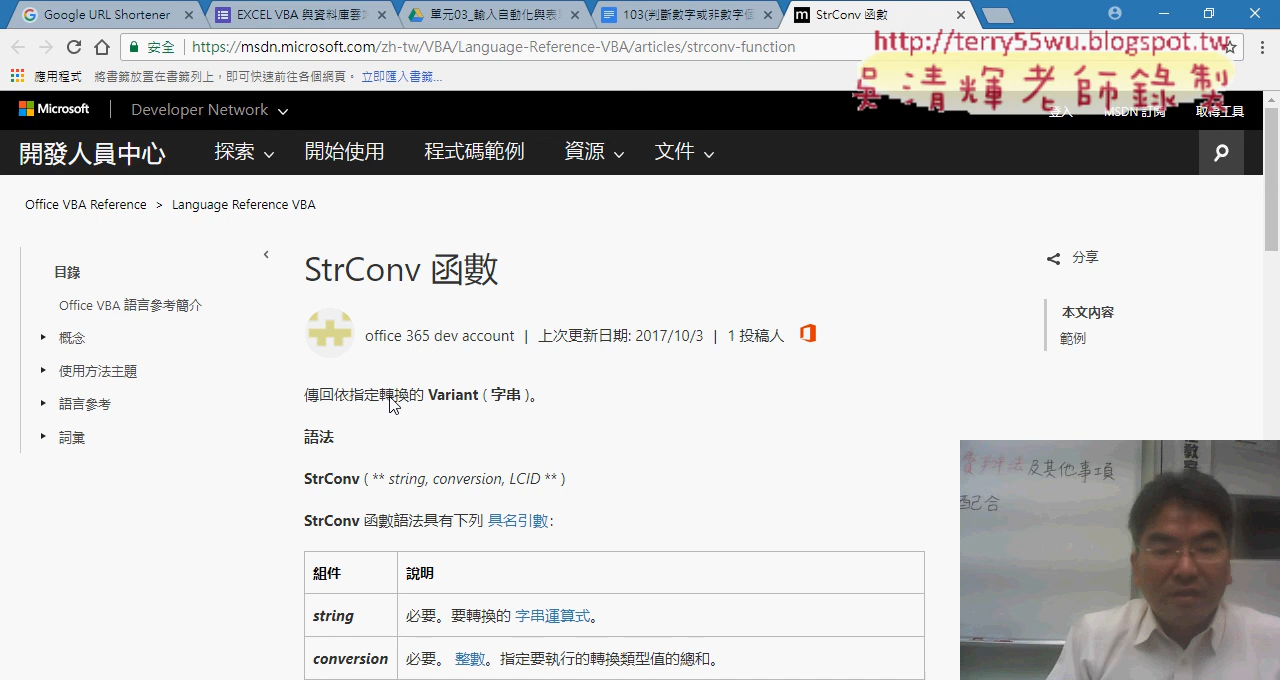 Google URL Shortener
EXCEL VBA 與資料庫雲端
單元03_輸入自動化與表
103(判斷數字或非數字個
StrConv 函數
安全 | https://msdn.microsoft.com/zh-tw/VBA/Language-Reference-VBA/articles/strconv-function
http://terry55wu.blogspot.tw
應用程式 將書籤放置在書籤列上，即可快速前往各個網頁。 立即匯入書籤...
吳清輝老師錄製
Microsoft | Developer Network
登入 MSDN 訂閱 取得工具
開發人員中心 探索 開始使用 程式碼範例 資源 文件
Office VBA Reference > Language Reference VBA
目錄
Office VBA 語言參考簡介
概念
使用方法主題
語言參考
詞彙
StrConv 函數
office 365 dev account | 上次更新日期: 2017/10/3 | 1 投稿人
分享
本文內容
範例
傳回依指定轉換的 Variant ( 字串 )。
語法
StrConv ( ** string, conversion, LCID ** )
StrConv 函數語法具有下列 具名引數:
組件 說明
string 必要。要轉換的 字串運算式。
conversion 必要。 整數。指定要執行的轉換類型值的總和。
費辦法及其他事項
配合
教室